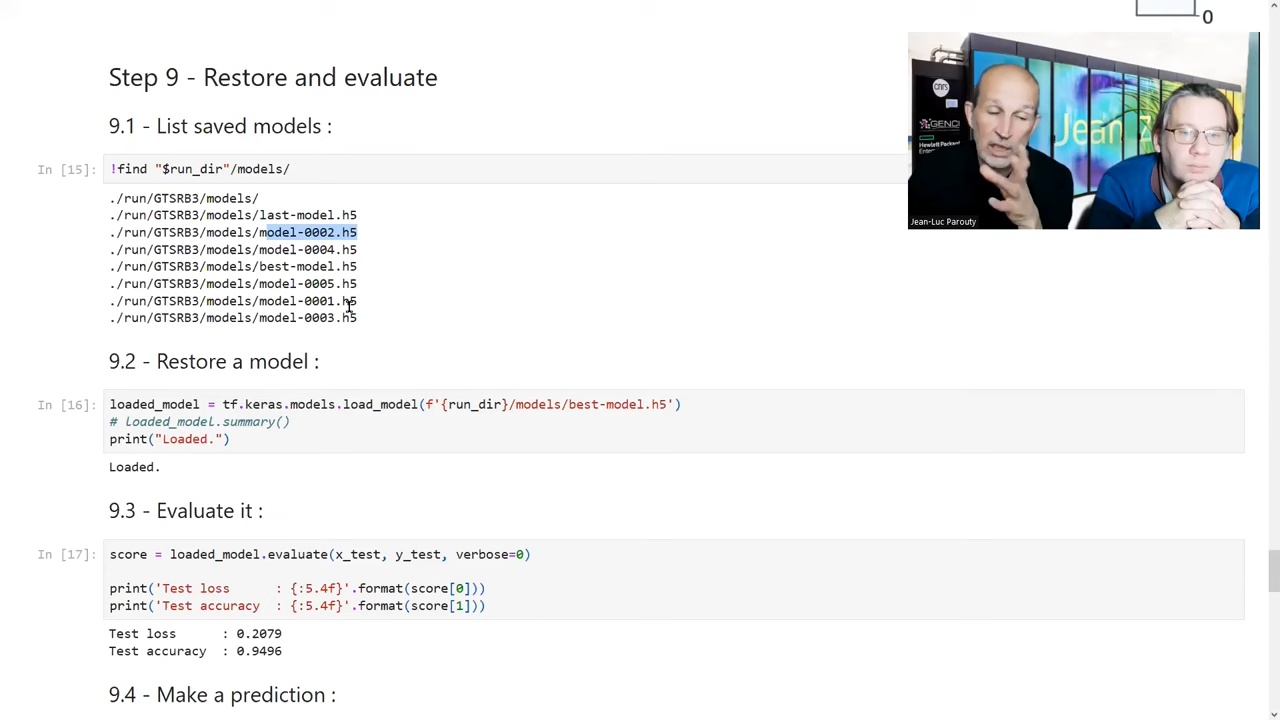 0
Step 9 - Restore and evaluate
9.1 - List saved models :
In [15]:
!find "$run_dir"/models/
./run/GTSRB3/models/
./run/GTSRB3/models/last-model.h5
./run/GTSRB3/models/model-0002.h5
./run/GTSRB3/models/model-0004.h5
./run/GTSRB3/models/best-model.h5
./run/GTSRB3/models/model-0005.h5
./run/GTSRB3/models/model-0001.h5
./run/GTSRB3/models/model-0003.h5
cnrs
GENCI
Hewlett Packard
Jean Z
Jean-Luc Parouty
9.2 - Restore a model :
In [16]:
loaded_model = tf.keras.models.load_model(f'{run_dir}/models/best-model.h5')
# loaded_model.summary()
print("Loaded.")
Loaded.
9.3 - Evaluate it :
In [17]:
score = loaded_model.evaluate(x_test, y_test, verbose=0)
print('Test loss      : {:5.4f}'.format(score[0]))
print('Test accuracy  : {:5.4f}'.format(score[1]))
Test loss      : 0.2079
Test accuracy  : 0.9496
9.4 - Make a prediction :